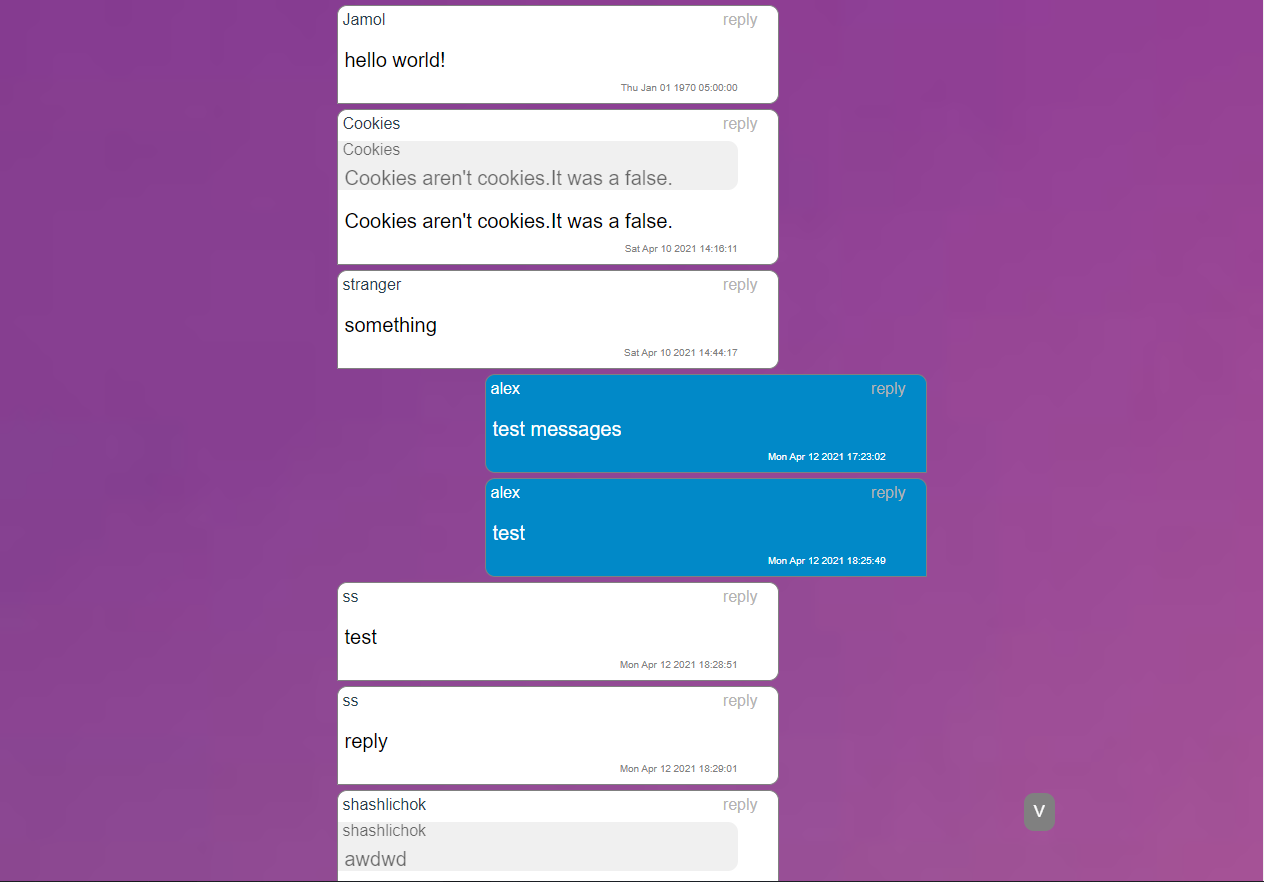 Jamol reply
hello world!
Thu Jan 01 1970 05:00:00
Cookies reply
Cookies
Cookies aren't cookies.It was a false.
Cookies aren't cookies.It was a false.
Sat Apr 10 2021 14:16:11
stranger reply
something
Sat Apr 10 2021 14:44:17
alex reply
test messages
Mon Apr 12 2021 17:23:02
alex reply
test
Mon Apr 12 2021 18:25:49
ss reply
test
Mon Apr 12 2021 18:28:51
ss reply
reply
Mon Apr 12 2021 18:29:01
shashlichok reply
shashlichok
awdwd
V